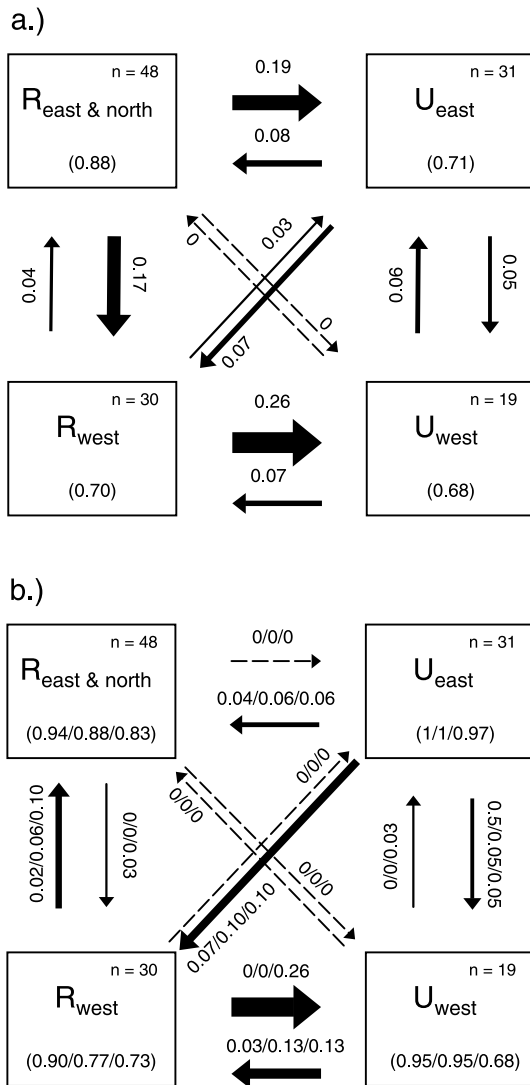 a.)
n = 48
R east & north
(0.88)
0.19
0.08
n = 31
U east
(0.71)
0.04
0.17
0
0.03
0.07
0
0.06
0.05
n = 30
R west
(0.70)
0.26
0.07
n = 19
U west
(0.68)
b.)
n = 48
R east & north
(0.94/0.88/0.83)
0/0/0
0.04/0.06/0.06
n = 31
U east
(1/1/0.97)
0.02/0.06/0.10
0/0/0.03
0/0/0
0/0/0
0.07/0.10/0.10
0/0/0
0/0/0.03
0.5/0.05/0.05
n = 30
R west
(0.90/0.77/0.73)
0/0/0.26
0.03/0.13/0.13
n = 19
U west
(0.95/0.95/0.68)